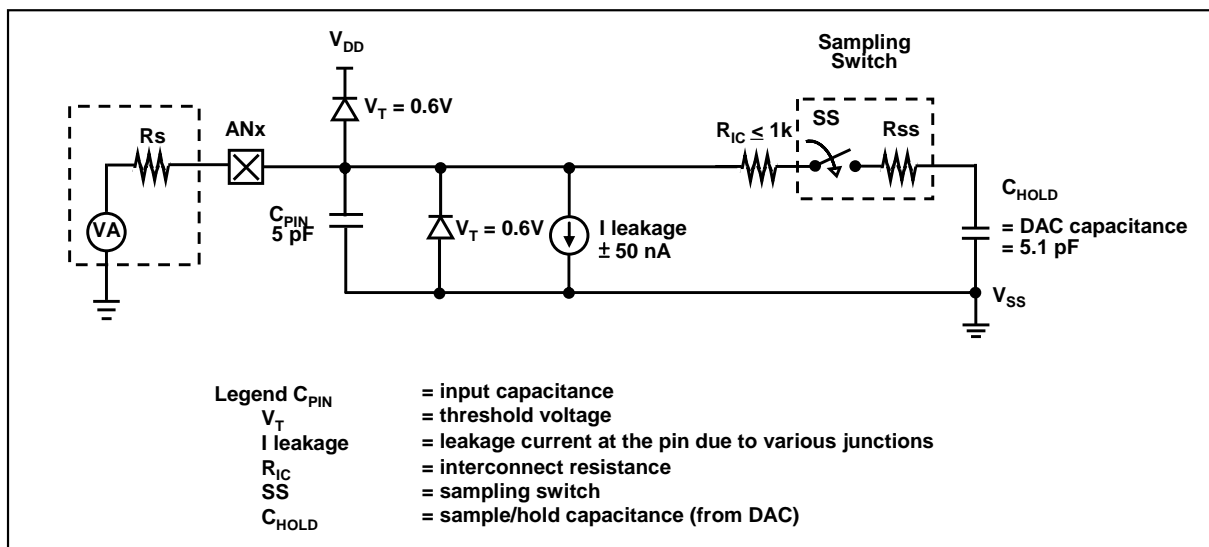 V_DD
Sampling
Switch
V_T = 0.6V
Rs
ANx
R_IC ≤ 1k
SS
Rss
VA
C_PIN
5 pF
V_T = 0.6V
I leakage
± 50 nA
C_HOLD
= DAC capacitance
= 5.1 pF
V_SS
Legend C_PIN = input capacitance
V_T = threshold voltage
I leakage = leakage current at the pin due to various junctions
R_IC = interconnect resistance
SS = sampling switch
C_HOLD = sample/hold capacitance (from DAC)